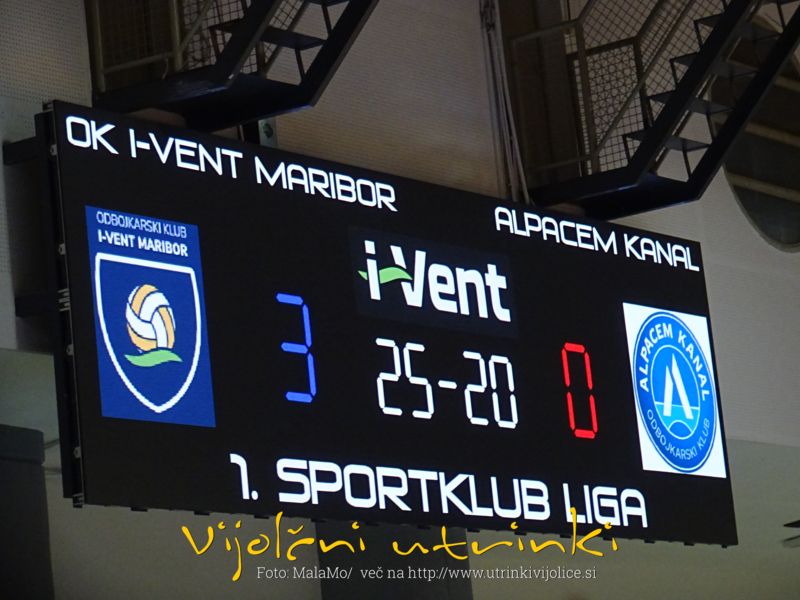 OK I-VENT MARIBOR
ALPACEM KANAL
ODBOJKARSKI KLUB
I-VENT MARIBOR
i-Vent
3
25-20
0
ALPACEM KANAL
ODBOJKARSKI KLUB
1. SPORTKLUB LIGA
Vijolčni utrinki
Foto: MalaMo/ več na http://www.utrinkivijolice.si